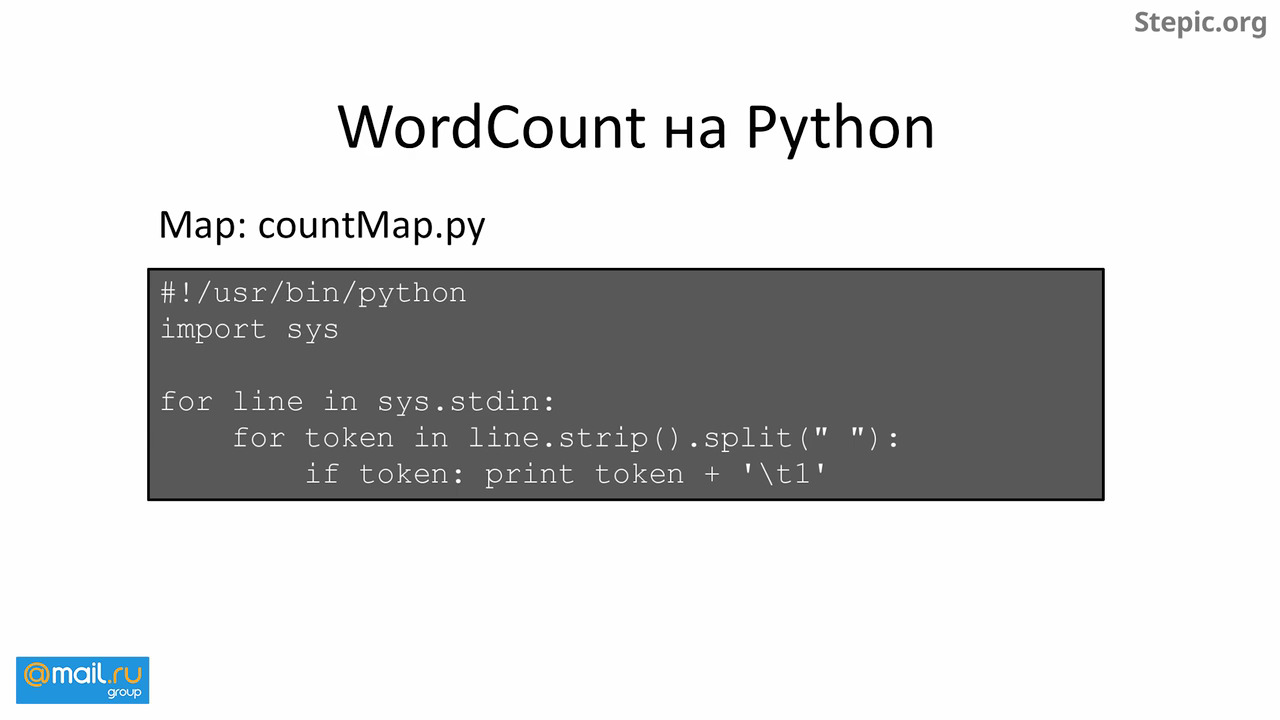 Stepic.org
WordCount на Python
Map: countMap.py
#!/usr/bin/python
import sys
for line in sys.stdin:
    for token in line.strip().split(" "):
        if token: print token + '\t1'
@mail.ru
group